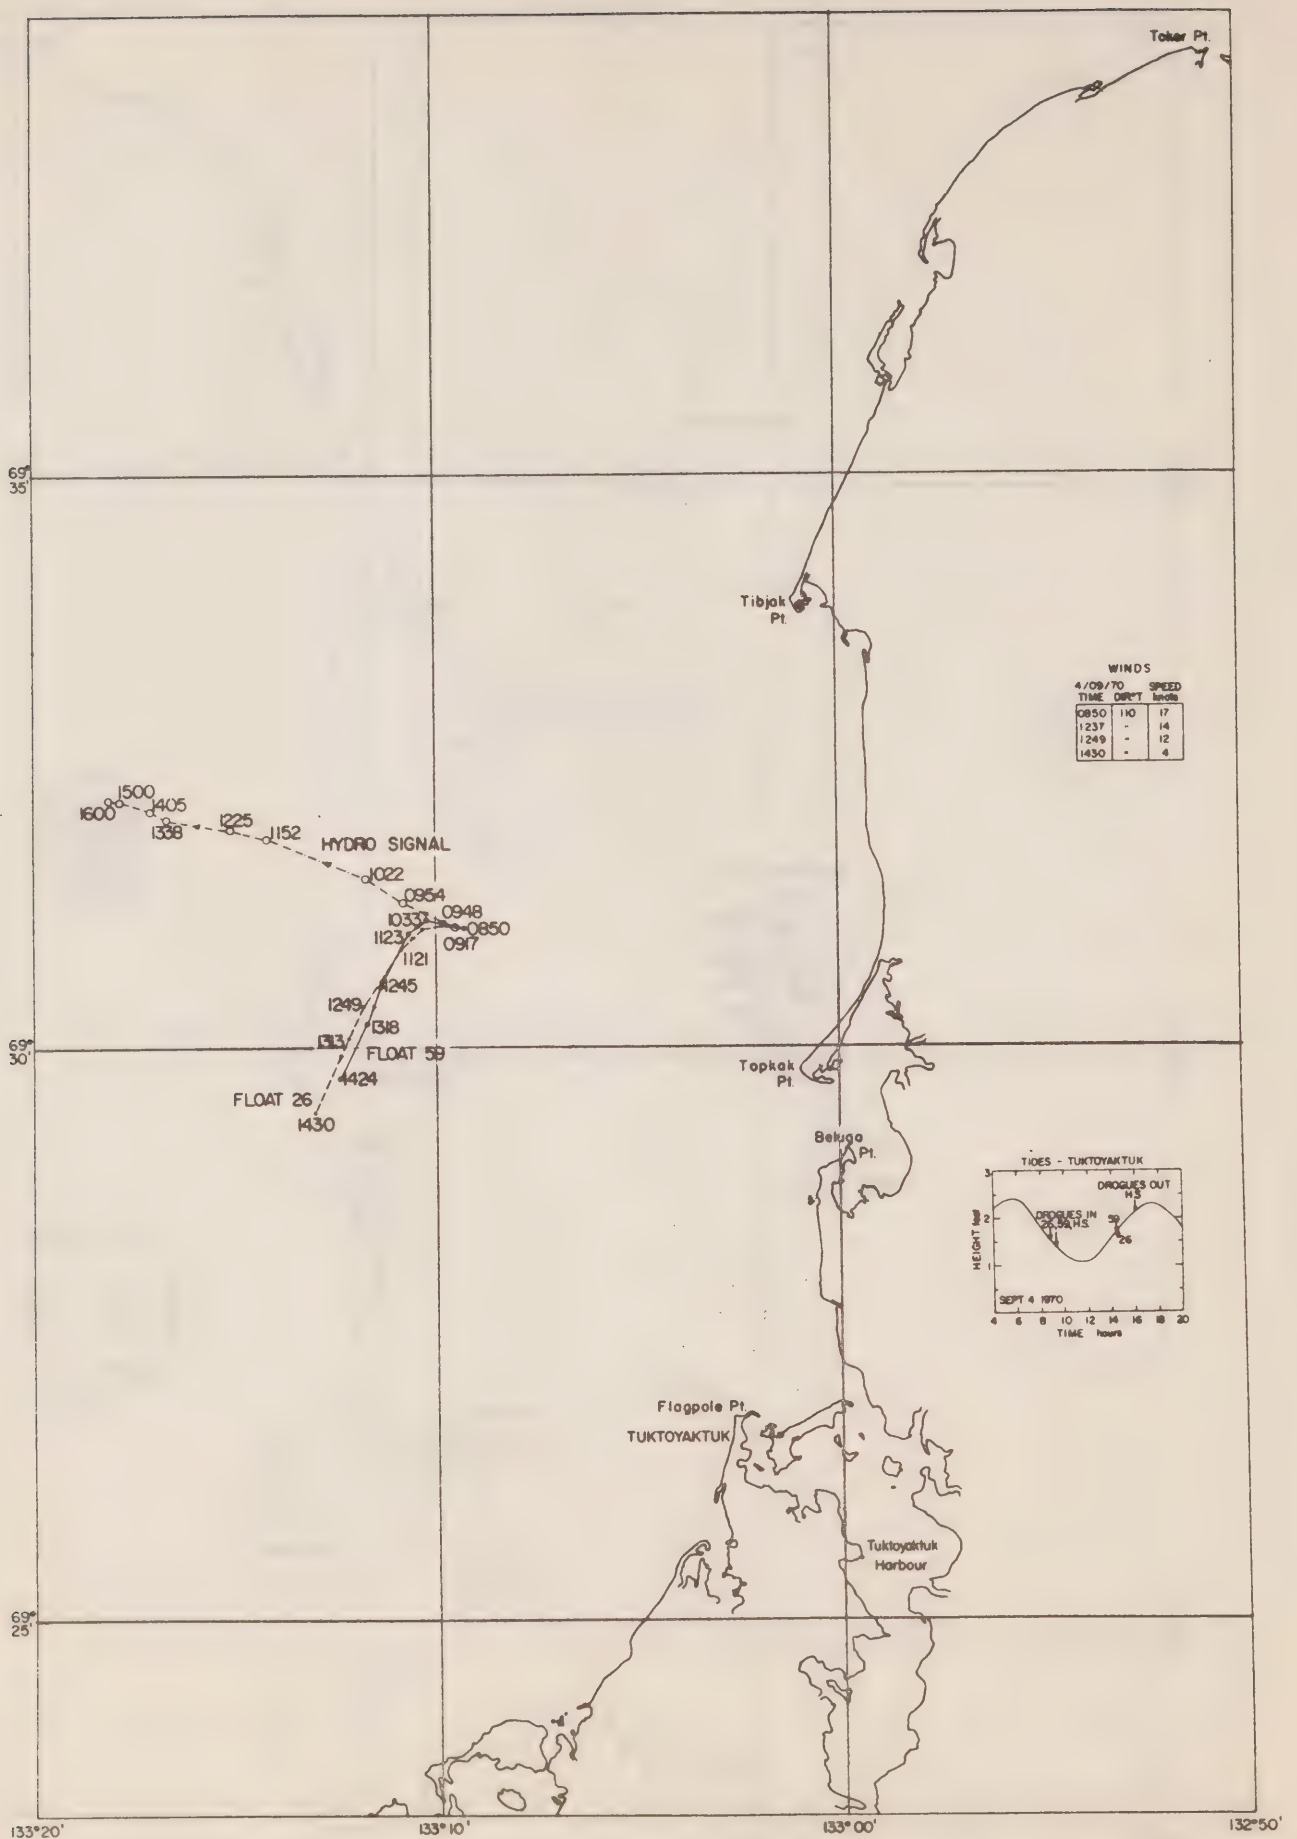 Toker Pt.
69°
35'
Tibjak
Pt.
WINDS
4/09/70 SPEED
TIME DIR°T knots
0850 110 17
1237 - 14
1249 - 12
1430 - 4
1500
1600
1405
1338
1225
1152
HYDRO SIGNAL
1022
0954
1033
0948
0850
1123
0917
1121
1245
1249
1318
1313
69°
30'
FLOAT 59
1424
FLOAT 26
1430
Topkak
Pt.
Beluga
Pt.
TIDES - TUKTOYAKTUK
DROGUES OUT
H.S.
DROGUES IN
26,59,H.S.
59
26
HEIGHT feet
3
2
1
SEPT 4 1970
4 6 8 10 12 14 16 18 20
TIME hours
Flagpole Pt.
TUKTOYAKTUK
Tuktoyaktuk
Harbour
69°
25'
133°20' 133°10' 133°00' 132°50'